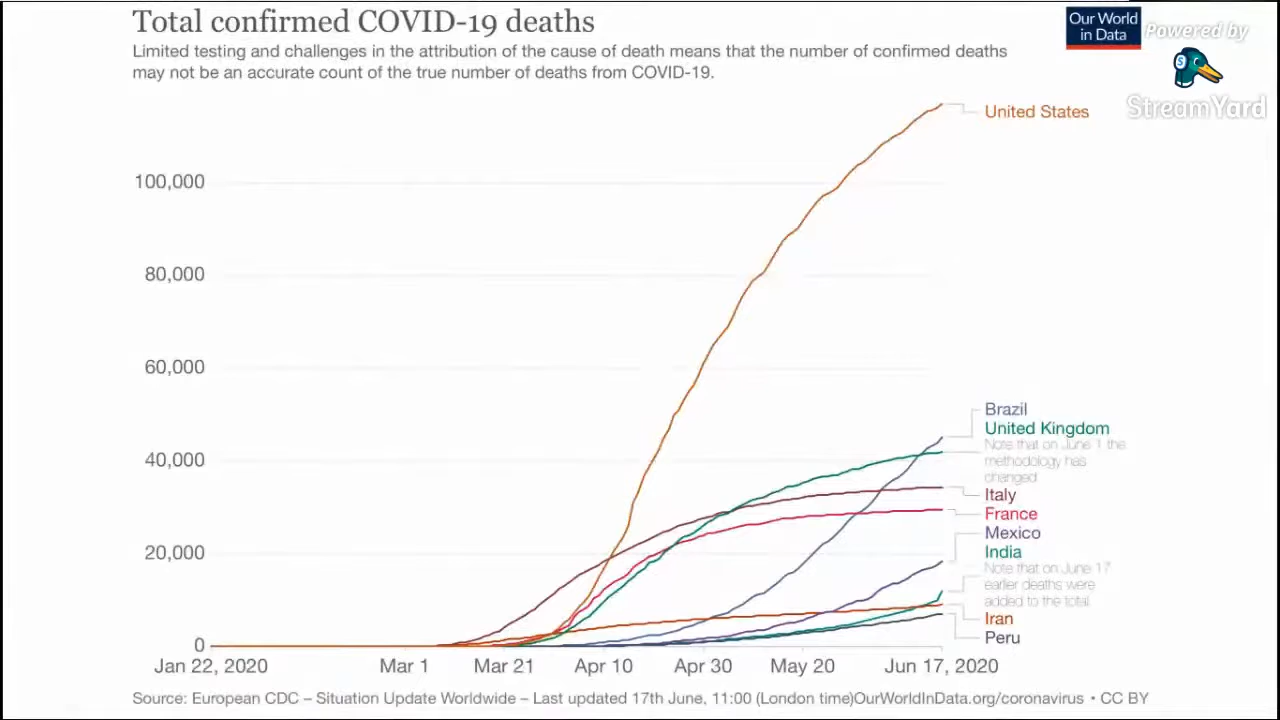 Total confirmed COVID-19 deaths
Limited testing and challenges in the attribution of the cause of death means that the number of confirmed deaths
may not be an accurate count of the true number of deaths from COVID-19.
Our World
in Data
Powered by
StreamYard
United States
100,000
80,000
60,000
40,000
20,000
0
Brazil
United Kingdom
Note that on June 1 the
methodology has
changed
Italy
France
Mexico
India
Note that on June 17
earlier deaths were
added to the total
Iran
Peru
Jan 22, 2020
Mar 1
Mar 21
Apr 10
Apr 30
May 20
Jun 17, 2020
Source: European CDC – Situation Update Worldwide – Last updated 17th June, 11:00 (London time)
OurWorldInData.org/coronavirus • CC BY